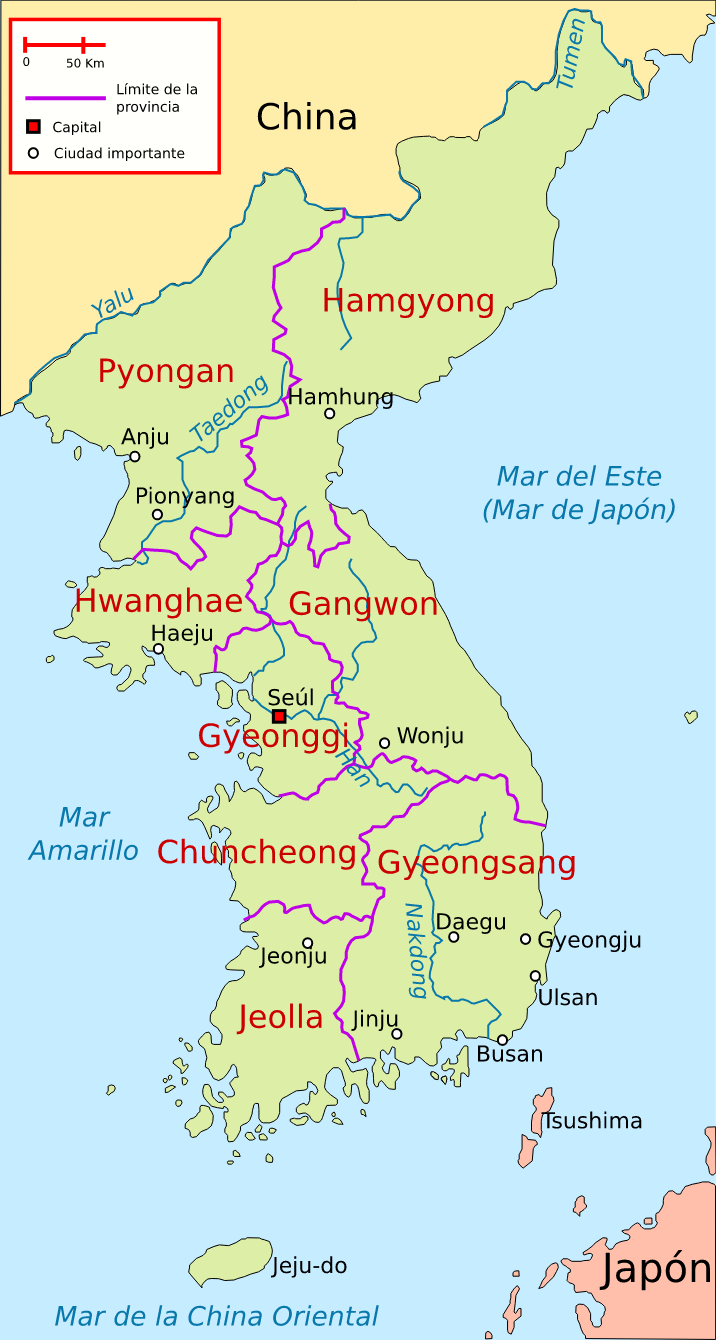 0
50 Km
Límite de la
provincia
Capital
Ciudad importante
Tumen
China
Yalu
Hamgyong
Pyongan
Taedong
Hamhung
Anju
Mar del Este
(Mar de Japón)
Pionyang
Hwanghae
Gangwon
Haeju
Seúl
Gyeonggi
Wonju
Han
Mar
Amarillo
Chuncheong
Gyeongsang
Nakdong
Daegu
Gyeongju
Jeonju
Ulsan
Jeolla
Jinju
Busan
Tsushima
Jeju-do
Japón
Mar de la China Oriental